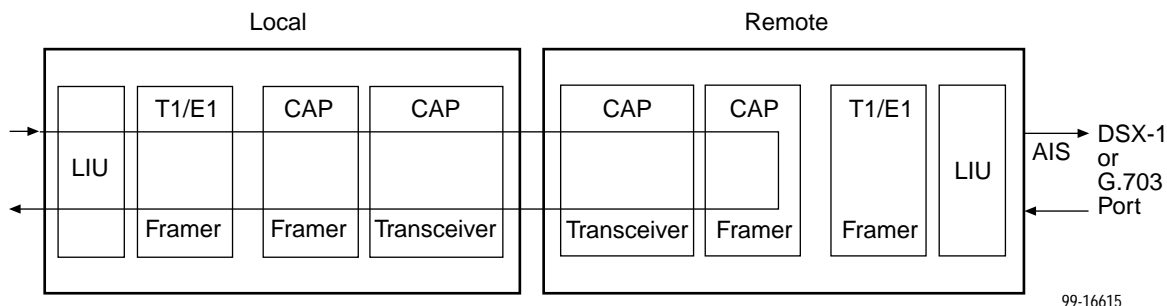 Local
Remote
LIU
T1/E1
Framer
CAP
Framer
CAP
Transceiver
CAP
Transceiver
CAP
Framer
T1/E1
Framer
LIU
AIS
DSX-1
or
G.703
Port
99-16615